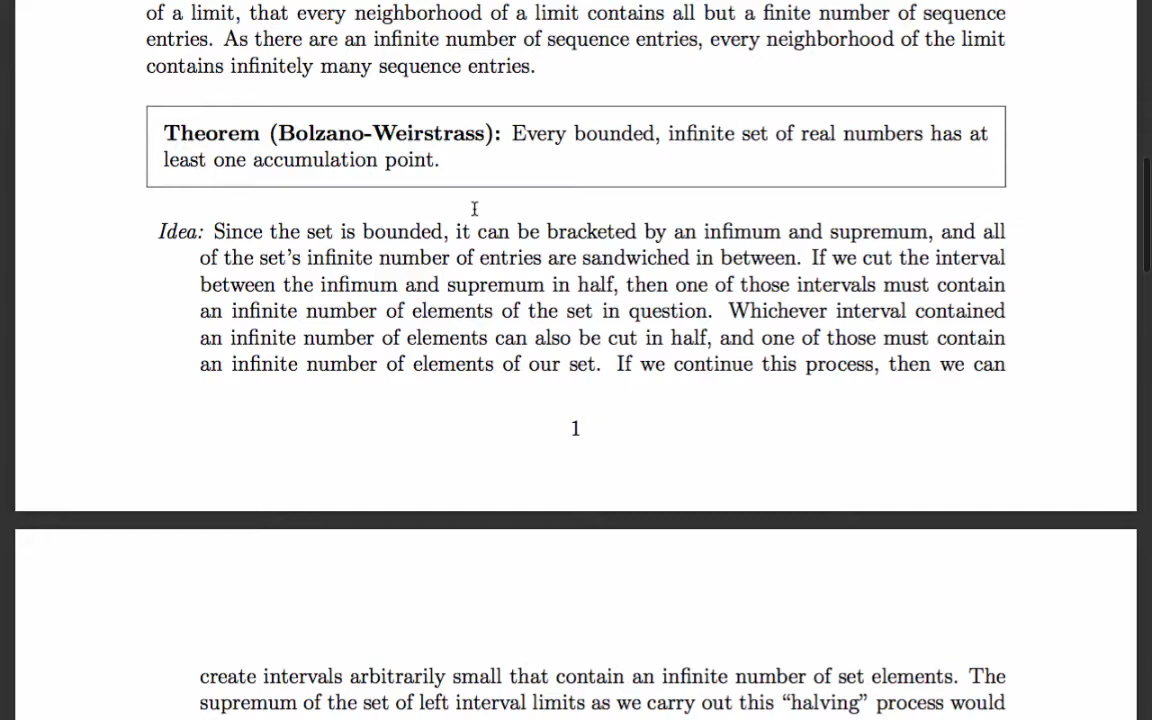 of a limit, that every neighborhood of a limit contains all but a finite number of sequence
entries. As there are an infinite number of sequence entries, every neighborhood of the limit
contains infinitely many sequence entries.
Theorem (Bolzano-Weirstrass): Every bounded, infinite set of real numbers has at
least one accumulation point.
Idea: Since the set is bounded, it can be bracketed by an infimum and supremum, and all
of the set's infinite number of entries are sandwiched in between. If we cut the interval
between the infimum and supremum in half, then one of those intervals must contain
an infinite number of elements of the set in question. Whichever interval contained
an infinite number of elements can also be cut in half, and one of those must contain
an infinite number of elements of our set. If we continue this process, then we can
1
create intervals arbitrarily small that contain an infinite number of set elements. The
supremum of the set of left interval limits as we carry out this “halving” process would